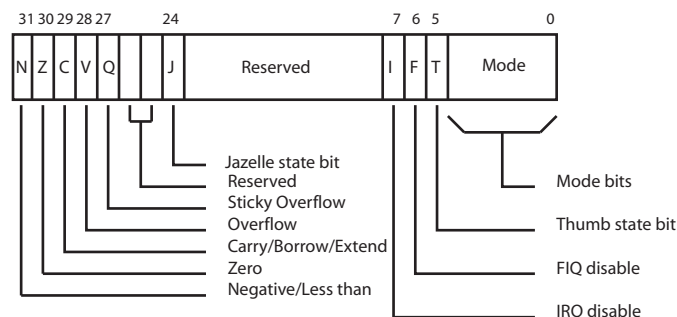 31 30 29 28 27 24 7 6 5 0
N Z C V Q J Reserved I F T Mode
Jazelle state bit
Reserved
Sticky Overflow
Overflow
Carry/Borrow/Extend
Zero
Negative/Less than
Mode bits
Thumb state bit
FIQ disable
IRQ disable